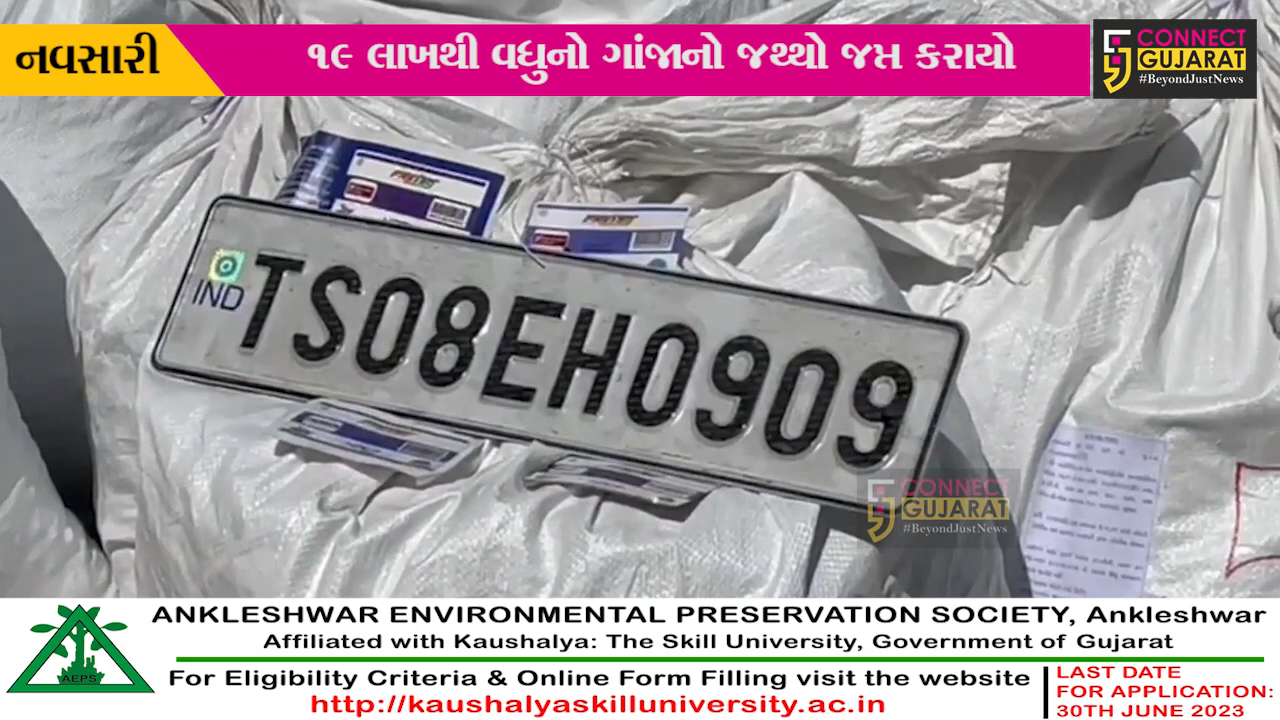 નવસારી
૧૯ લાખથી વધુનો ગાંજાનો જથ્થો જપ્ત કરાયો
CONNECT
GUJARAT
#BeyondJustNews
IND
TS08EH0909
CONNECT
GUJARAT
#BeyondJustNews
ANKLESHWAR ENVIRONMENTAL PRESERVATION SOCIETY, Ankleshwar
Affiliated with Kaushalya: The Skill University, Government of Gujarat
AEPS
For Eligibility Criteria & Online Form Filling visit the website
http://kaushalyaskilluniversity.ac.in
LAST DATE
FOR APPLICATION:
30TH JUNE 2023